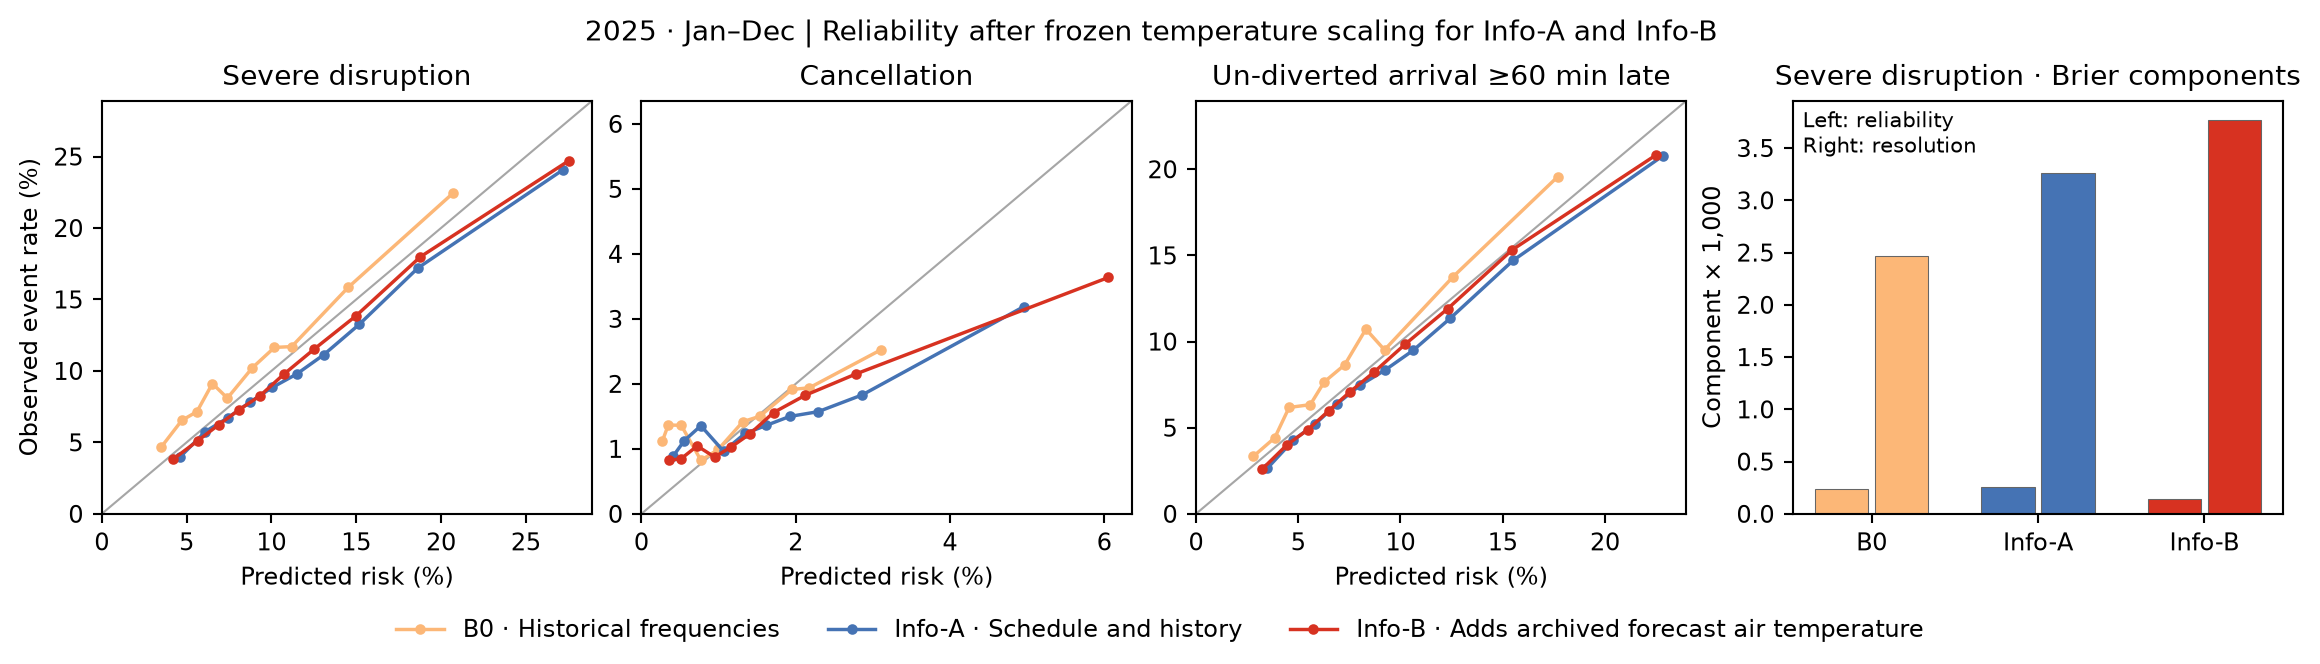 2025 · Jan–Dec | Reliability after frozen temperature scaling for Info-A and Info-B
Severe disruption
Observed event rate (%)
25
20
15
10
5
0
0 5 10 15 20 25
Predicted risk (%)
Cancellation
6
5
4
3
2
1
0
0 2 4 6
Predicted risk (%)
Un-diverted arrival ≥60 min late
20
15
10
5
0
0 5 10 15 20
Predicted risk (%)
Severe disruption · Brier components
Left: reliability
Right: resolution
Component × 1,000
3.5
3.0
2.5
2.0
1.5
1.0
0.5
0.0
B0 Info-A Info-B
B0 · Historical frequencies
Info-A · Schedule and history
Info-B · Adds archived forecast air temperature